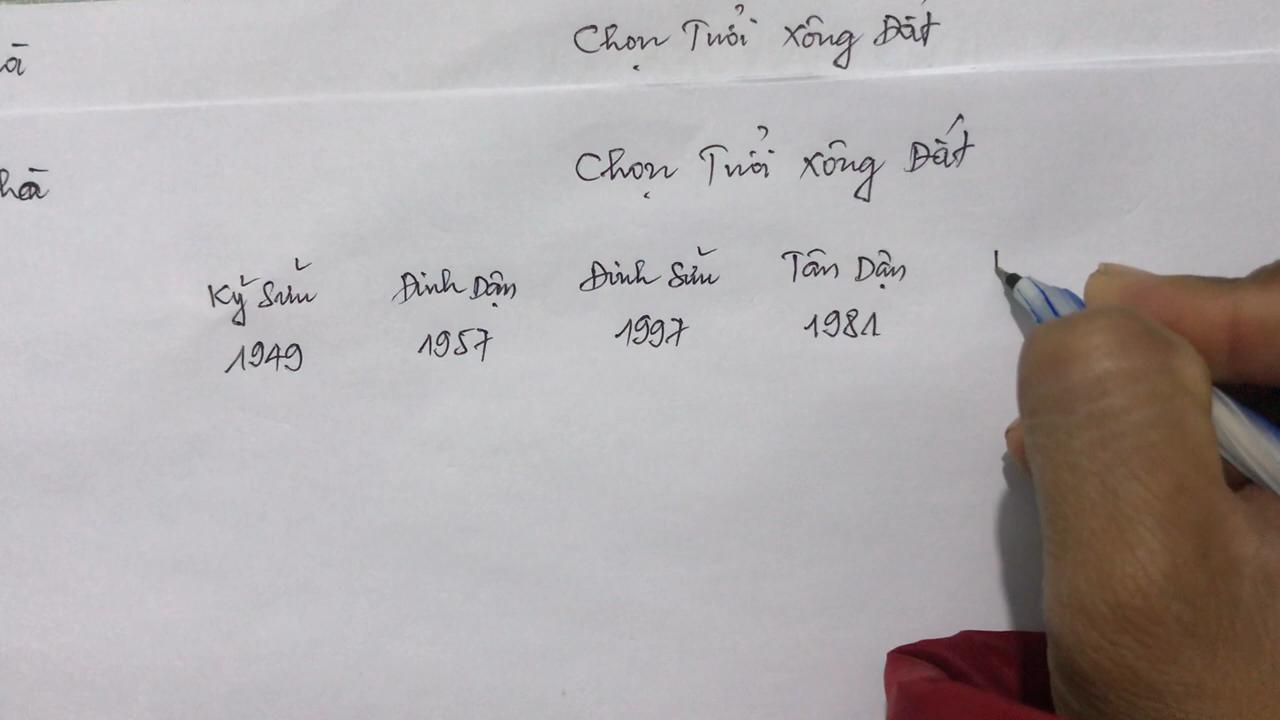 Chọn Tuổi Xông Đất
Chọn Tuổi Xông Đất
Kỷ Sửu Đinh Dậu Đinh Sửu Tân Dậu
1949 1957 1997 1981